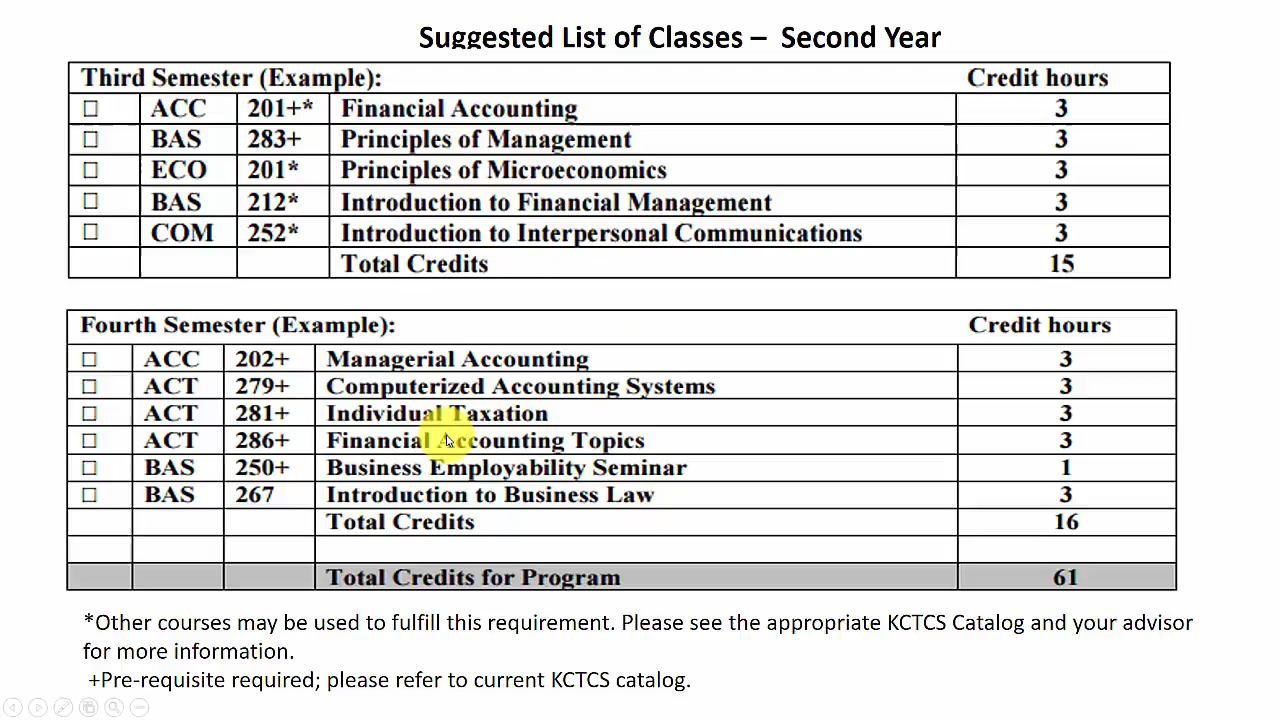 Suggested List of Classes – Second Year
Third Semester (Example): Credit hours
☐ ACC 201+* Financial Accounting 3
☐ BAS 283+ Principles of Management 3
☐ ECO 201* Principles of Microeconomics 3
☐ BAS 212* Introduction to Financial Management 3
☐ COM 252* Introduction to Interpersonal Communications 3
Total Credits 15
Fourth Semester (Example): Credit hours
☐ ACC 202+ Managerial Accounting 3
☐ ACT 279+ Computerized Accounting Systems 3
☐ ACT 281+ Individual Taxation 3
☐ ACT 286+ Financial Accounting Topics 3
☐ BAS 250+ Business Employability Seminar 1
☐ BAS 267 Introduction to Business Law 3
Total Credits 16
Total Credits for Program 61
*Other courses may be used to fulfill this requirement. Please see the appropriate KCTCS Catalog and your advisor
for more information.
+Pre-requisite required; please refer to current KCTCS catalog.